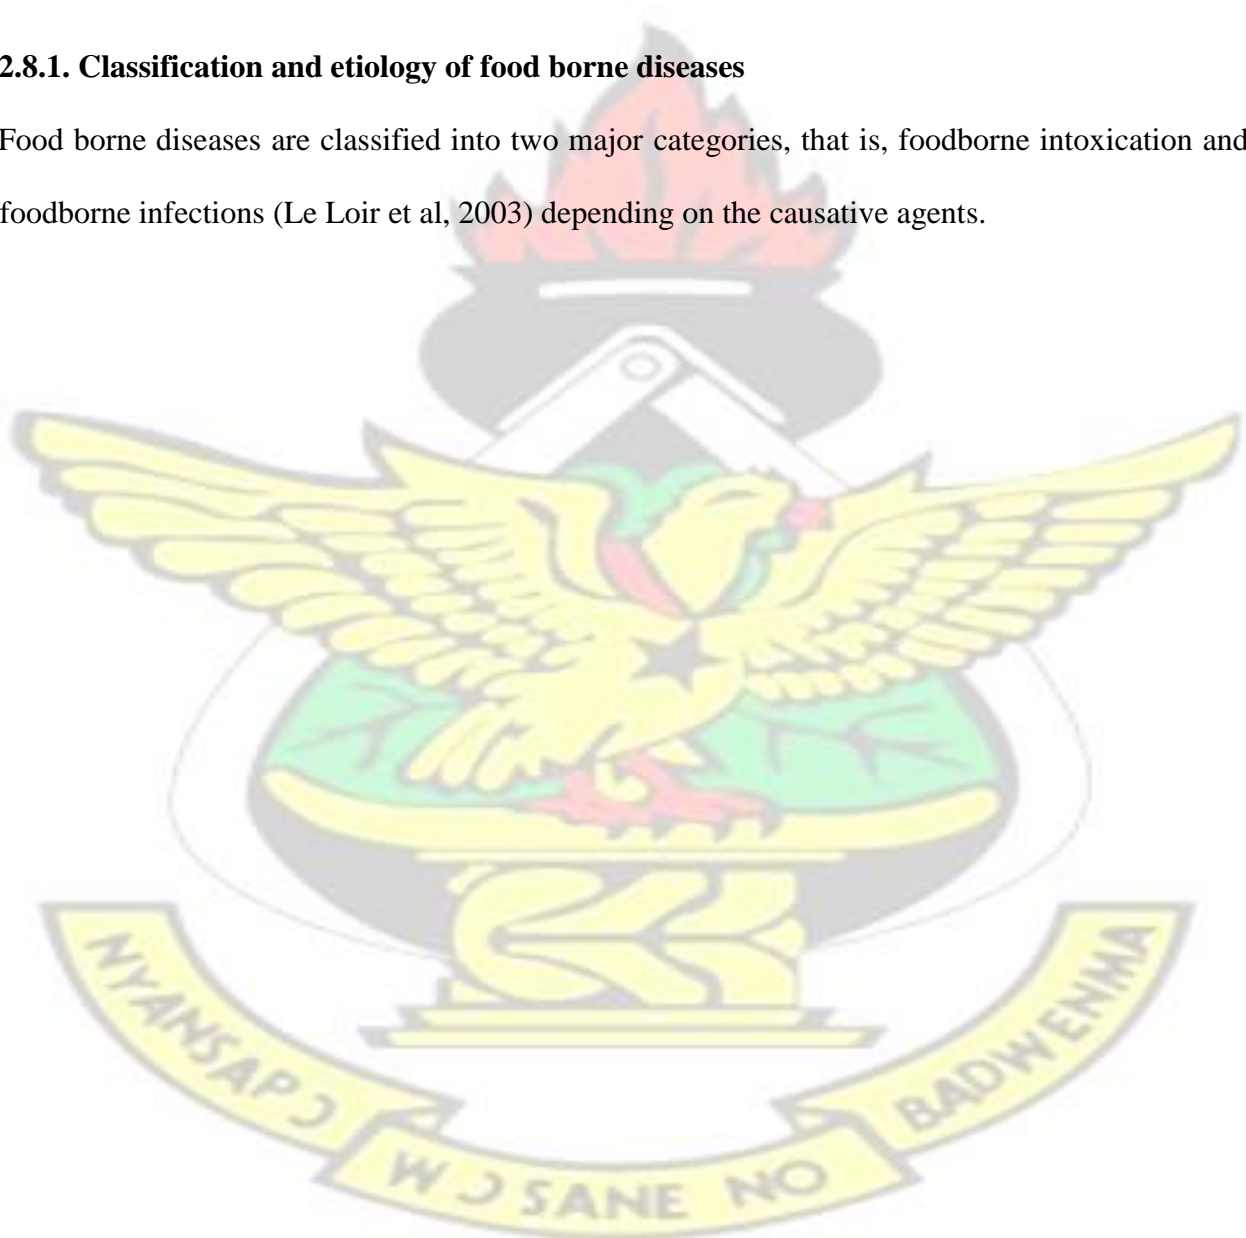 2.8.1. Classification and etiology of food borne diseases
Food borne diseases are classified into two major categories, that is, foodborne intoxication and
foodborne infections (Le Loir et al, 2003) depending on the causative agents.
NYANSAPƆ
WƆ SANE NO
BADWENMA